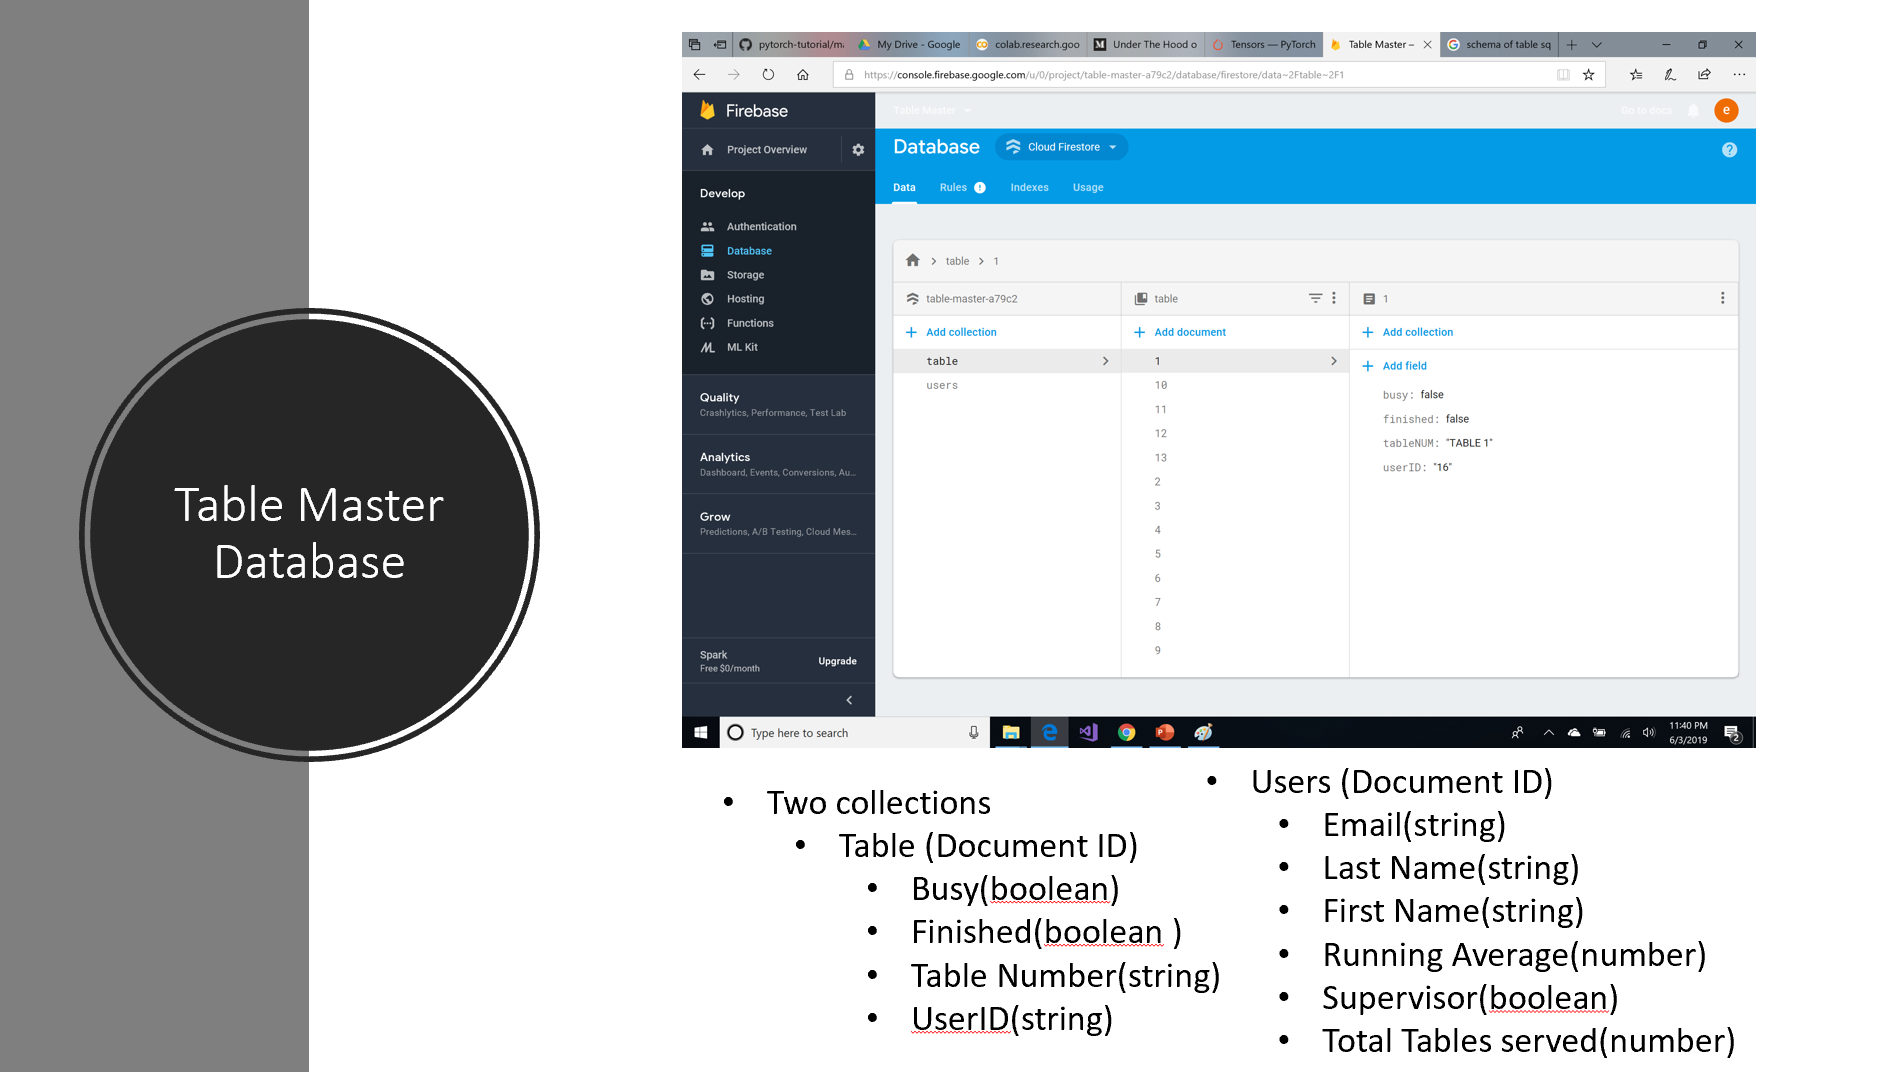 Table Master
Database
pytorch-tutorial/ma
My Drive - Google
colab.research.goo
Under The Hood o
Tensors — PyTorch
Table Master –
schema of table sq
https://console.firebase.google.com/u/0/project/table-master-a79c2/database/firestore/data~2Ftable~2F1
Firebase
Project Overview
Develop
Authentication
Database
Storage
Hosting
Functions
ML Kit
Quality
Crashlytics, Performance, Test Lab
Analytics
Dashboard, Events, Conversions, Au...
Grow
Predictions, A/B Testing, Cloud Mes...
Spark
Free $0/month
Upgrade
Table Master
Go to docs
e
Database
Cloud Firestore
Data
Rules
Indexes
Usage
table
1
table-master-a79c2
Add collection
table
users
table
Add document
1
10
11
12
13
2
3
4
5
6
7
8
9
1
Add collection
Add field
busy: false
finished: false
tableNUM: "TABLE 1"
userID: "16"
Type here to search
11:40 PM
6/3/2019
2
• Two collections
• Table (Document ID)
• Busy(boolean)
• Finished(boolean )
• Table Number(string)
• UserID(string)
• Users (Document ID)
• Email(string)
• Last Name(string)
• First Name(string)
• Running Average(number)
• Supervisor(boolean)
• Total Tables served(number)